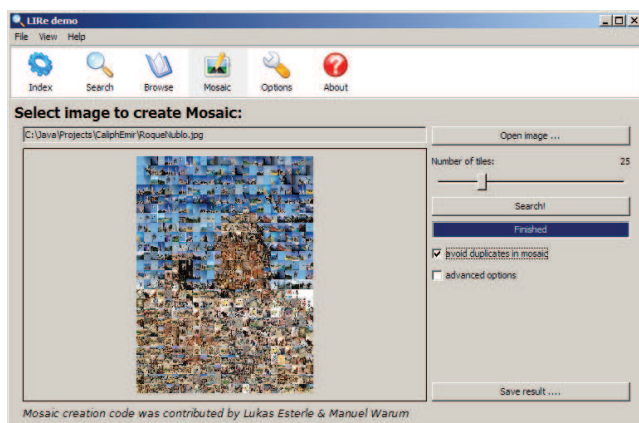 LIRe demo
File View Help
Index Search Browse Mosaic Options About
Select image to create Mosaic:
C:\Java\Projects\CaliphEmir\RoqueNublo.jpg
Open image ...
Number of tiles: 25
Search!
Finished
avoid duplicates in mosaic
advanced options
Save result ....
Mosaic creation code was contributed by Lukas Esterle & Manuel Warum